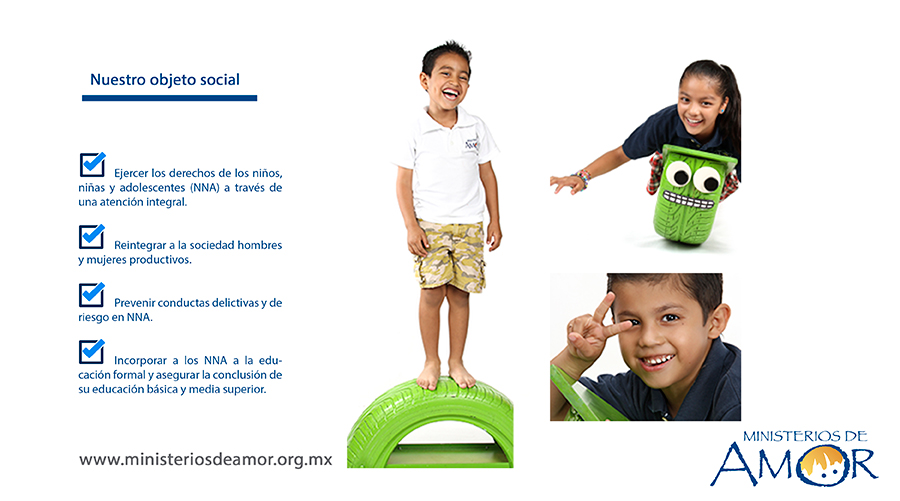 Nuestro objeto social
Ejercer los derechos de los niños,
niñas y adolescentes (NNA) a través de
una atención integral.
Reintegrar a la sociedad hombres
y mujeres productivos.
Prevenir conductas delictivas y de
riesgo en NNA.
Incorporar a los NNA a la edu-
cación formal y asegurar la conclusión de
su educación básica y media superior.
www.ministeriosdeamor.org.mx
MINISTERIOS DE
AMOR